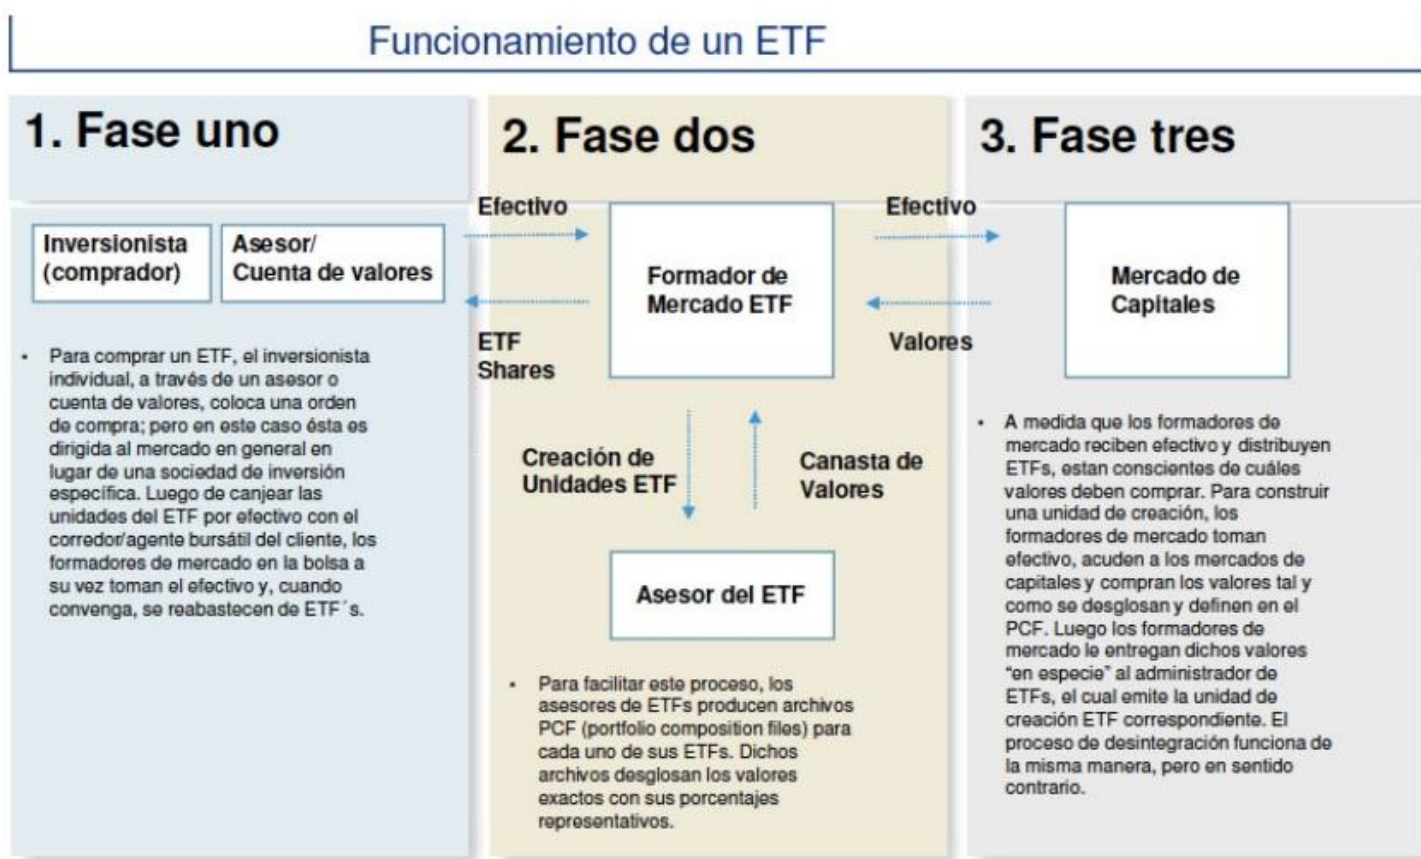 Funcionamiento de un ETF
1. Fase uno
Inversionista
(comprador)
Asesor/
Cuenta de valores
• Para comprar un ETF, el inversionista
individual, a través de un asesor o
cuenta de valores, coloca una orden
de compra; pero en este caso ésta es
dirigida al mercado en general en
lugar de una sociedad de inversión
específica. Luego de canjear las
unidades del ETF por efectivo con el
corredor/agente bursátil del cliente, los
formadores de mercado en la bolsa a
su vez toman el efectivo y, cuando
convenga, se reabastecen de ETF´s.
2. Fase dos
Efectivo
ETF
Shares
Formador de
Mercado ETF
Creación de
Unidades ETF
Canasta de
Valores
Asesor del ETF
• Para facilitar este proceso, los
asesores de ETFs producen archivos
PCF (portfolio composition files) para
cada uno de sus ETFs. Dichos
archivos desglosan los valores
exactos con sus porcentajes
representativos.
3. Fase tres
Efectivo
Valores
Mercado de
Capitales
• A medida que los formadores de
mercado reciben efectivo y distribuyen
ETFs, estan conscientes de cuáles
valores deben comprar. Para construir
una unidad de creación, los
formadores de mercado toman
efectivo, acuden a los mercados de
capitales y compran los valores tal y
como se desglosan y definen en el
PCF. Luego los formadores de
mercado le entregan dichos valores
“en especie” al administrador de
ETFs, el cual emite la unidad de
creación ETF correspondiente. El
proceso de desintegración funciona de
la misma manera, pero en sentido
contrario.